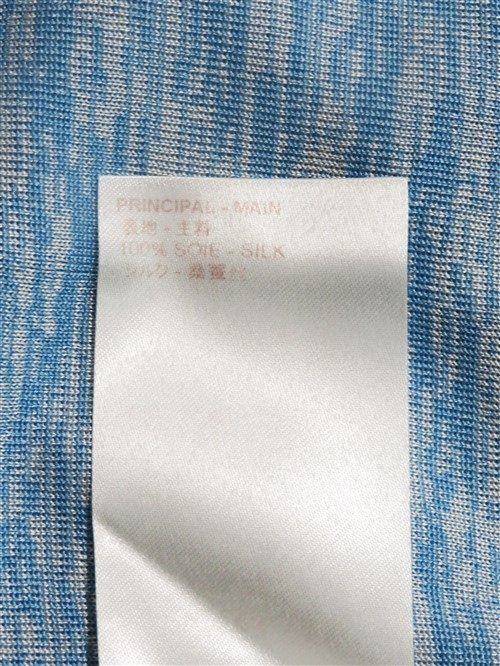 PRINCIPAL - MAIN
表地 - 主料
100% SOIE - SILK
シルク - 桑蚕丝